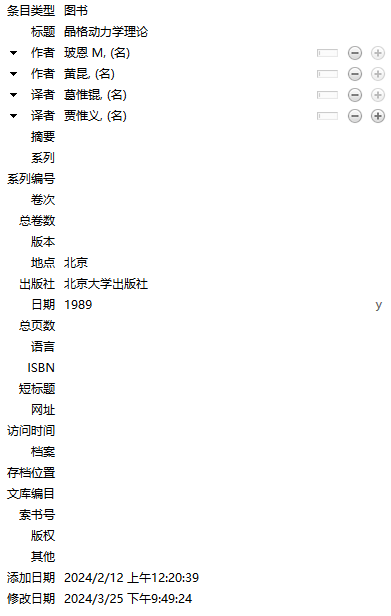 条目类型 图书
标题 晶格动力学理论
作者 玻恩 M, (名)
作者 黄昆, (名)
译者 葛惟锟, (名)
译者 贾惟义, (名)
摘要
系列
系列编号
卷次
总卷数
版本
地点 北京
出版社 北京大学出版社
日期 1989 y
总页数
语言
ISBN
短标题
网址
访问时间
档案
存档位置
文库编目
索书号
版权
其他
添加日期 2024/2/12 上午12:20:39
修改日期 2024/3/25 下午9:49:24